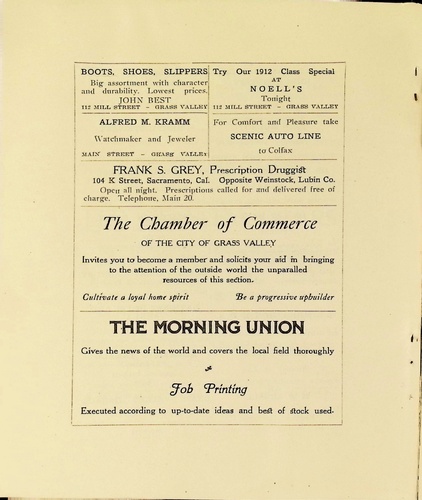 BOOTS, SHOES, SLIPPERS
Big assortment with character
and durability. Lowest prices.
JOHN BEST
112 MILL STREET - GRASS VALLEY
Try Our 1912 Class Special
AT
NOELL'S
Tonight
112 MILL STREET - GRASS VALLEY
ALFRED M. KRAMM
Watchmaker and Jeweler
MAIN STREET - GRASS VALLEY
For Comfort and Pleasure take
SCENIC AUTO LINE
to Colfax
FRANK S. GREY, Prescription Druggist
104 K Street, Sacramento, Cal. Opposite Weinstock, Lubin Co.
Open all night. Prescriptions called for and delivered free of
charge. Telephone, Main 20.
The Chamber of Commerce
OF THE CITY OF GRASS VALLEY
Invites you to become a member and solicits your aid in bringing
to the attention of the outside world the unparalled
resources of this section.
Cultivate a loyal home spirit Be a progressive upbuilder
THE MORNING UNION
Gives the news of the world and covers the local field thoroughly
Job Printing
Executed according to up-to-date ideas and best of stock used.